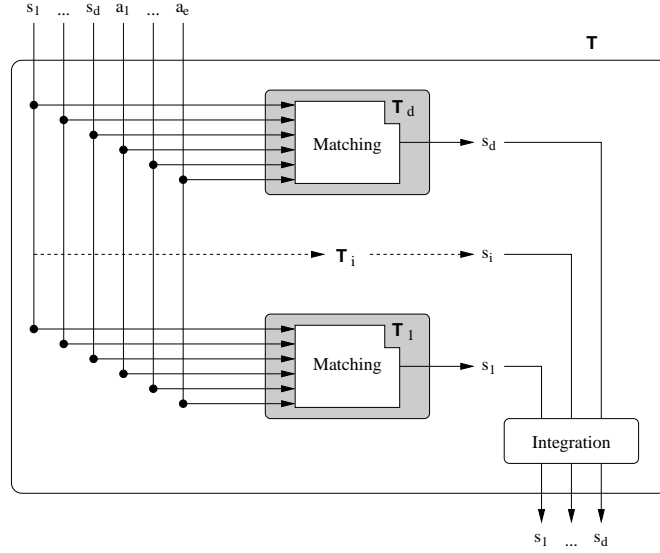 s1 ... sd a1 ... ae
T
Td
Matching
sd
Ti
si
T1
Matching
s1
Integration
s1 ... sd